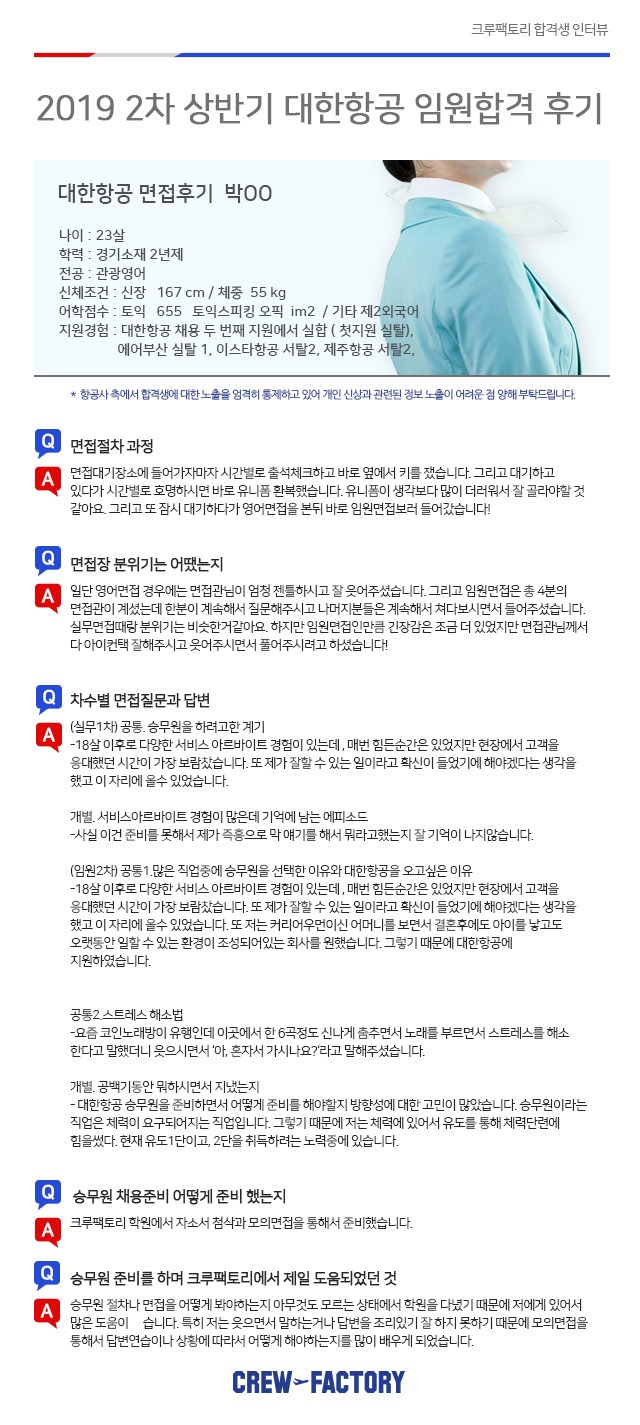 크루팩토리 합격생 인터뷰
2019 2차 상반기 대한항공 임원합격 후기
대한항공 면접후기 박OO
나이 : 23살
학력 : 경기소재 2년제
전공 : 관광영어
신체조건 : 신장 167 cm / 체중 55 kg
어학점수 : 토익 655 토익스피킹 오픽 im2 / 기타 제2외국어
지원경험 : 대한항공 채용 두 번째 지원에서 실합 ( 첫지원 실탈),
에어부산 실탈 1, 이스타항공 서탈2, 제주항공 서탈2,
* 항공사 측에서 합격생에 대한 노출을 엄격히 통제하고 있어 개인 신상과 관련된 정보 노출이 어려운 점 양해 부탁드립니다.
Q 면접절차 과정
A 면접대기장소에 들어가자마자 시간별로 출석체크하고 바로 옆에서 키를 쟀습니다. 그리고 대기하고
있다가 시간별로 호명하시면 바로 유니폼 환복했습니다. 유니폼이 생각보다 많이 더러워서 잘 골라야할 것
같아요. 그리고 또 잠시 대기하다가 영어면접을 본뒤 바로 임원면접보러 들어갔습니다!
Q 면접장 분위기는 어땠는지
A 일단 영어면접 경우에는 면접관님이 엄청 젠틀하시고 잘 웃어주셨습니다. 그리고 임원면접은 총 4분의
면접관이 계셨는데 한분이 계속해서 질문해주시고 나머지분들은 계속해서 쳐다보시면서 들어주셨습니다.
실무면접때랑 분위기는 비슷한거같아요. 하지만 임원면접인만큼 긴장감은 조금 더 있었지만 면접관님께서
다 아이컨택 잘해주시고 웃어주시면서 풀어주시려고 하셨습니다!
Q 차수별 면접질문과 답변
A (실무1차) 공통. 승무원을 하려고한 계기
-18살 이후로 다양한 서비스 아르바이트 경험이 있는데 , 매번 힘든순간은 있었지만 현장에서 고객을
응대했던 시간이 가장 보람찼습니다. 또 제가 잘할 수 있는 일이라고 확신이 들었기에 해야겠다는 생각을
했고 이 자리에 올수 있었습니다.
개별. 서비스아르바이트 경험이 많은데 기억에 남는 에피소드
-사실 이건 준비를 못해서 제가 즉흥으로 막 얘기를 해서 뭐라고했는지 잘 기억이 나지않습니다.
(임원2차) 공통1.많은 직업중에 승무원을 선택한 이유와 대한항공을 오고싶은 이유
-18살 이후로 다양한 서비스 아르바이트 경험이 있는데 , 매번 힘든순간은 있었지만 현장에서 고객을
응대했던 시간이 가장 보람찼습니다. 또 제가 잘할 수 있는 일이라고 확신이 들었기에 해야겠다는 생각을
했고 이 자리에 올수 있었습니다. 또 저는 커리어우먼이신 어머니를 보면서 결혼후에도 아이를 낳고도
오랫동안 일할 수 있는 환경이 조성되어있는 회사를 원했습니다. 그렇기 때문에 대한항공에
지원하였습니다.
공통2.스트레스 해소법
-요즘 코인노래방이 유행인데 이곳에서 한 6곡정도 신나게 춤추면서 노래를 부르면서 스트레스를 해소
한다고 말했더니 웃으시면서 '아, 혼자서 가시나요?'라고 말해주셨습니다.
개별. 공백기동안 뭐하시면서 지냈는지
- 대한항공 승무원을 준비하면서 어떻게 준비를 해야할지 방향성에 대한 고민이 많았습니다. 승무원이라는
직업은 체력이 요구되어지는 직업입니다. 그렇기 때문에 저는 체력에 있어서 유도를 통해 체력단련에
힘을썼다. 현재 유도1단이고, 2단을 취득하려는 노력중에 있습니다.
Q 승무원 채용준비 어떻게 준비 했는지
A 크루팩토리 학원에서 자소서 첨삭과 모의면접을 통해서 준비했습니다.
Q 승무원 준비를 하며 크루팩토리에서 제일 도움되었던 것
A 승무원 절차나 면접을 어떻게 봐야하는지 아무것도 모르는 상태에서 학원을 다녔기 때문에 저에게 있어서
많은 도움이 습니다. 특히 저는 웃으면서 말하는거나 답변을 조리있기 잘 하지 못하기 때문에 모의면접을
통해서 답변연습이나 상황에 따라서 어떻게 해야하는지를 많이 배우게 되었습니다.
CREW FACTORY